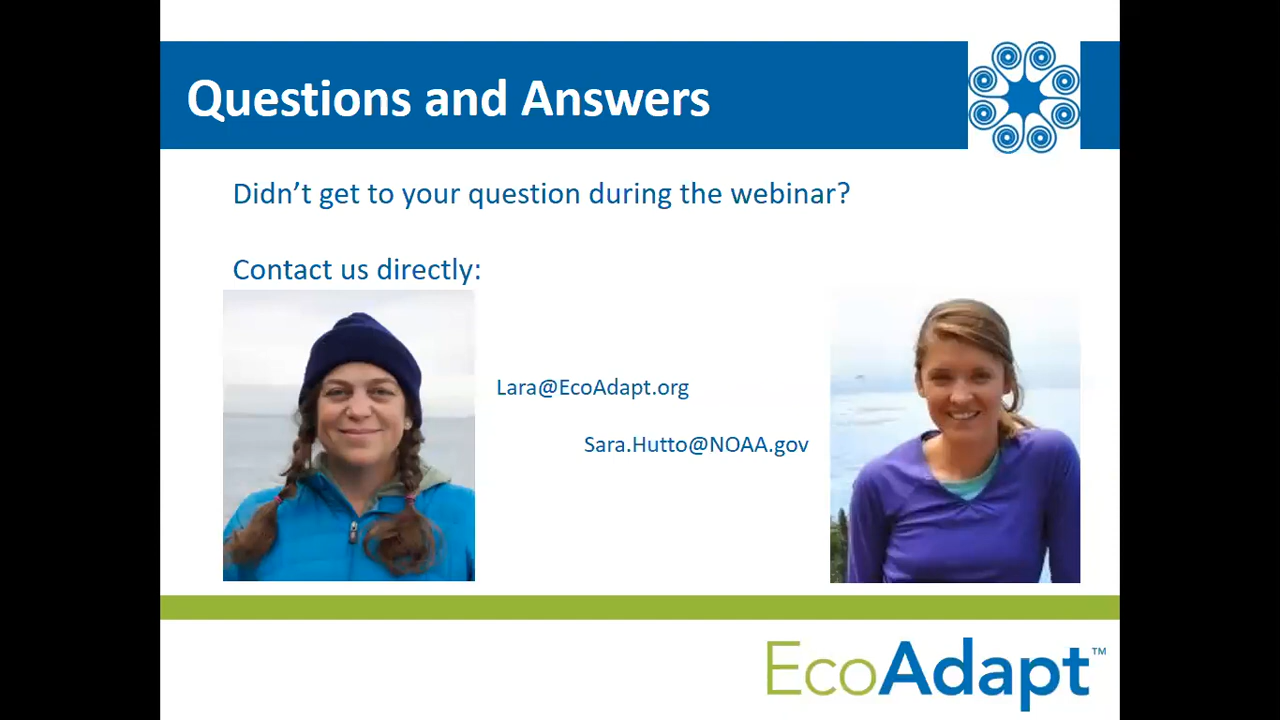 Questions and Answers
Didn’t get to your question during the webinar?
Contact us directly:
Lara@EcoAdapt.org
Sara.Hutto@NOAA.gov
EcoAdapt™